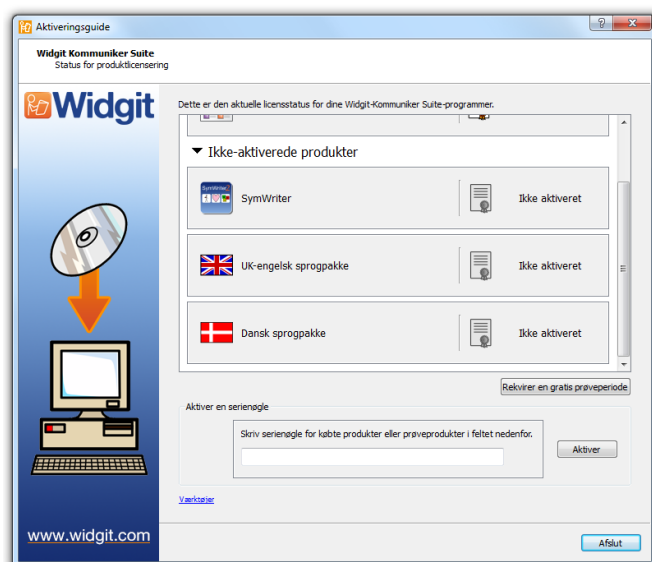 Aktiveringsguide
Widgit Kommuniker Suite
Status for produktlicensering
Widgit
Dette er den aktuelle licensstatus for dine Widgit-Kommuniker Suite-programmer.
Ikke-aktiverede produkter
SymWriter
SymWriter Ikke aktiveret
UK-engelsk sprogpakke Ikke aktiveret
Dansk sprogpakke Ikke aktiveret
Rekvirer en gratis prøveperiode
Aktiver en serienøgle
Skriv serienøgle for købte produkter eller prøveprodukter i feltet nedenfor.
Aktiver
Værktøjer
www.widgit.com
Afslut